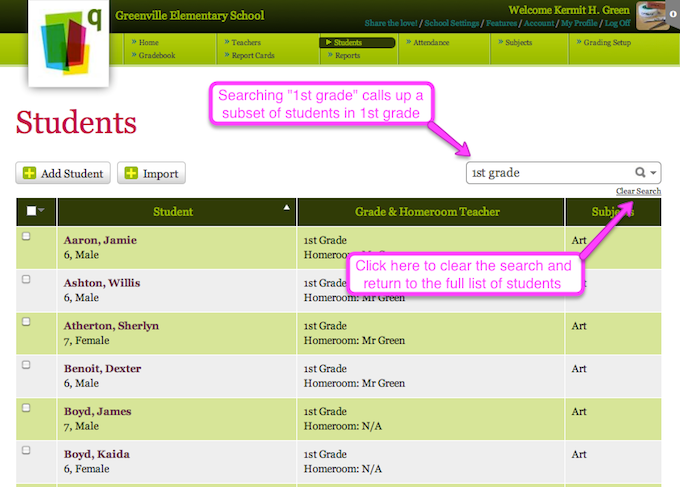 q
Greenville Elementary School
Welcome Kermit H. Green
Share the love! / School Settings / Features / Account / My Profile / Log Off
» Home
» Teachers
► Students
» Attendance
» Subjects
» Grading Setup
» Gradebook
» Report Cards
» Reports
Searching "1st grade" calls up a
subset of students in 1st grade
Students
Add Student
Import
1st grade
Clear Search
Student
Grade & Homeroom Teacher
Subjects
Aaron, Jamie
6, Male
1st Grade
Homeroom: Mr Green
Art
Click here to clear the search and
return to the full list of students
Ashton, Willis
6, Male
Homeroom: Mr Green
Atherton, Sherlyn
7, Female
1st Grade
Homeroom: Mr Green
Art
Benoit, Dexter
6, Male
1st Grade
Homeroom: Mr Green
Art
Boyd, James
7, Male
1st Grade
Homeroom: N/A
Art
Boyd, Kaida
6, Female
1st Grade
Homeroom: N/A
Art